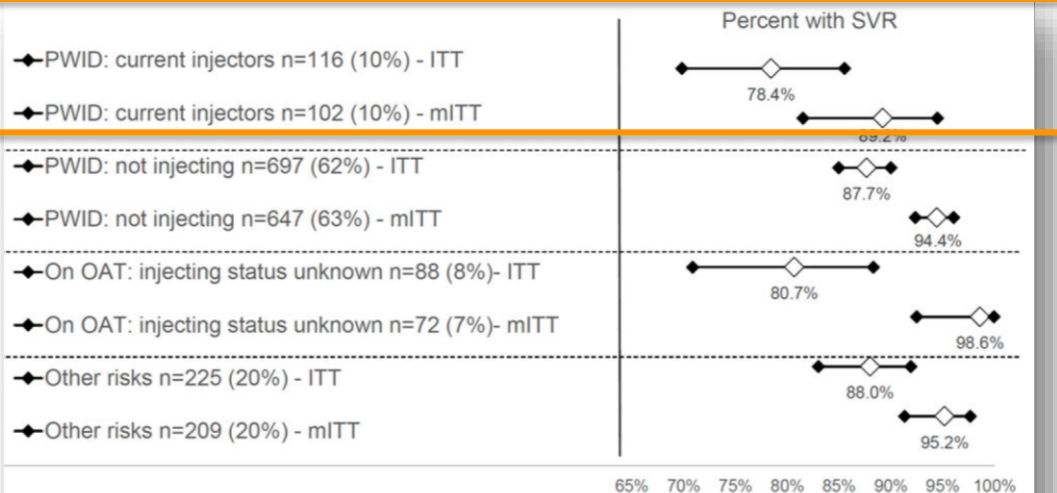 Percent with SVR
PWID: current injectors n=116 (10%) - ITT
78.4%
PWID: current injectors n=102 (10%) - mITT
89.2%
PWID: not injecting n=697 (62%) - ITT
87.7%
PWID: not injecting n=647 (63%) - mITT
94.4%
On OAT: injecting status unknown n=88 (8%)- ITT
80.7%
On OAT: injecting status unknown n=72 (7%)- mITT
98.6%
Other risks n=225 (20%) - ITT
88.0%
Other risks n=209 (20%) - mITT
95.2%
65% 70% 75% 80% 85% 90% 95% 100%